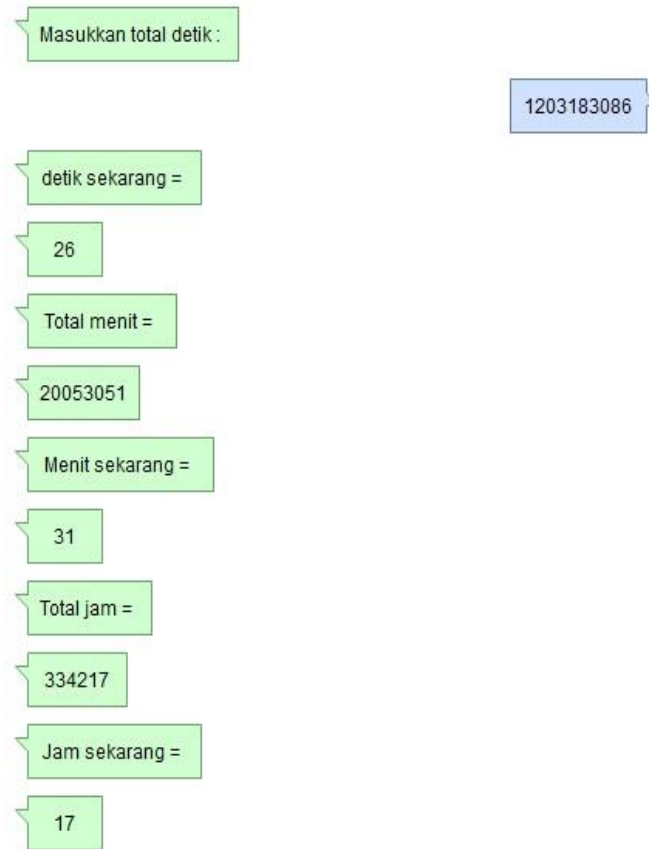 Masukkan total detik :
1203183086
detik sekarang =
26
Total menit =
20053051
Menit sekarang =
31
Total jam =
334217
Jam sekarang =
17